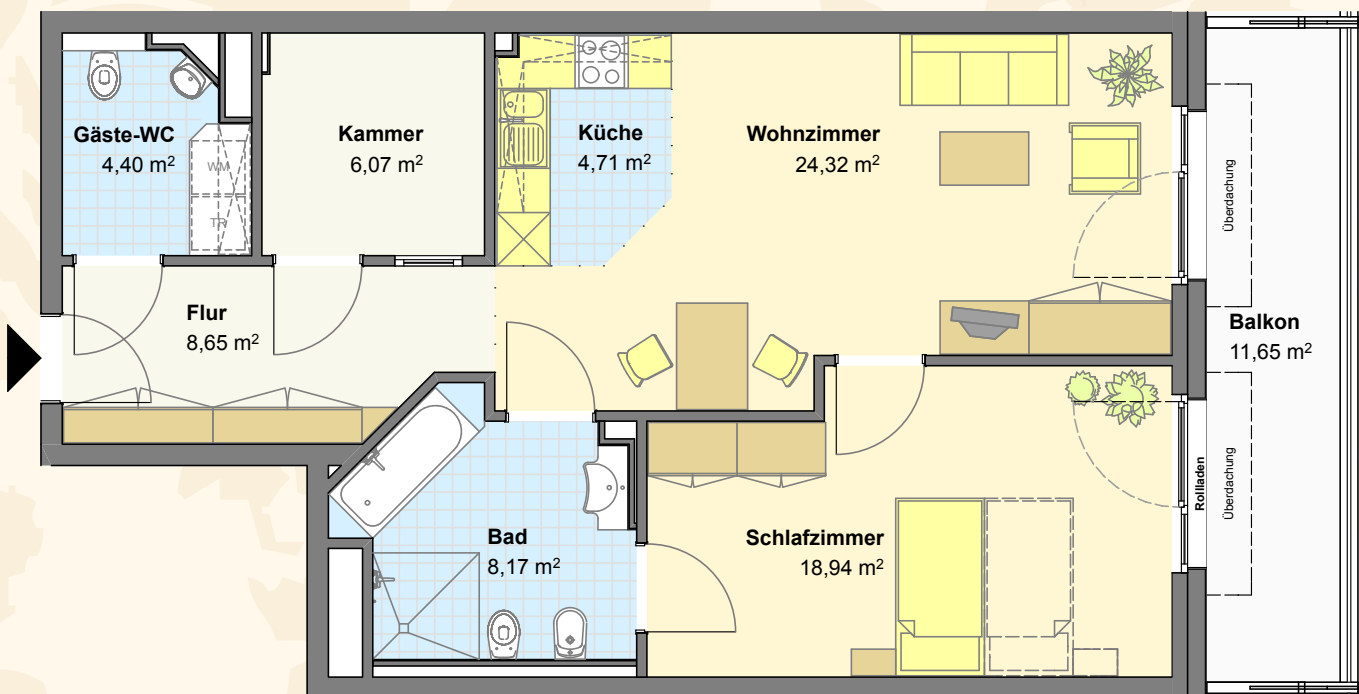 Gäste-WC
4,40 m²
WM
TR
Kammer
6,07 m²
Küche
4,71 m²
Wohnzimmer
24,32 m²
Überdachung
Flur
8,65 m²
Balkon
11,65 m²
Bad
8,17 m²
Schlafzimmer
18,94 m²
Rollladen
Überdachung